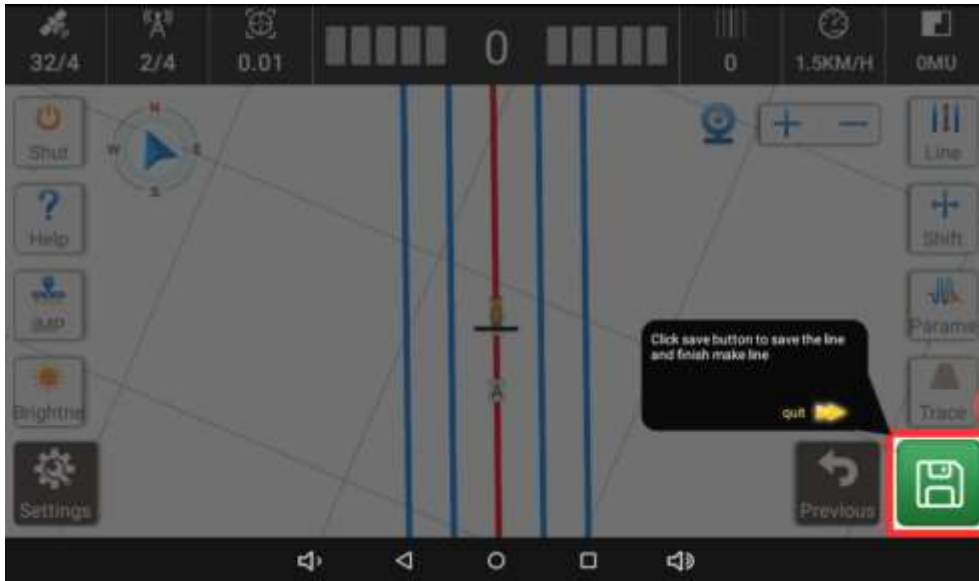 32/4
2/4
0.01
0
0
1.5KM/H
0MU
Shut
N
W
E
S
Line
Help
Shift
IMP
Parame
Click save button to save the line
and finish make line
quit
A
Brightne
Trace
Settings
Previous